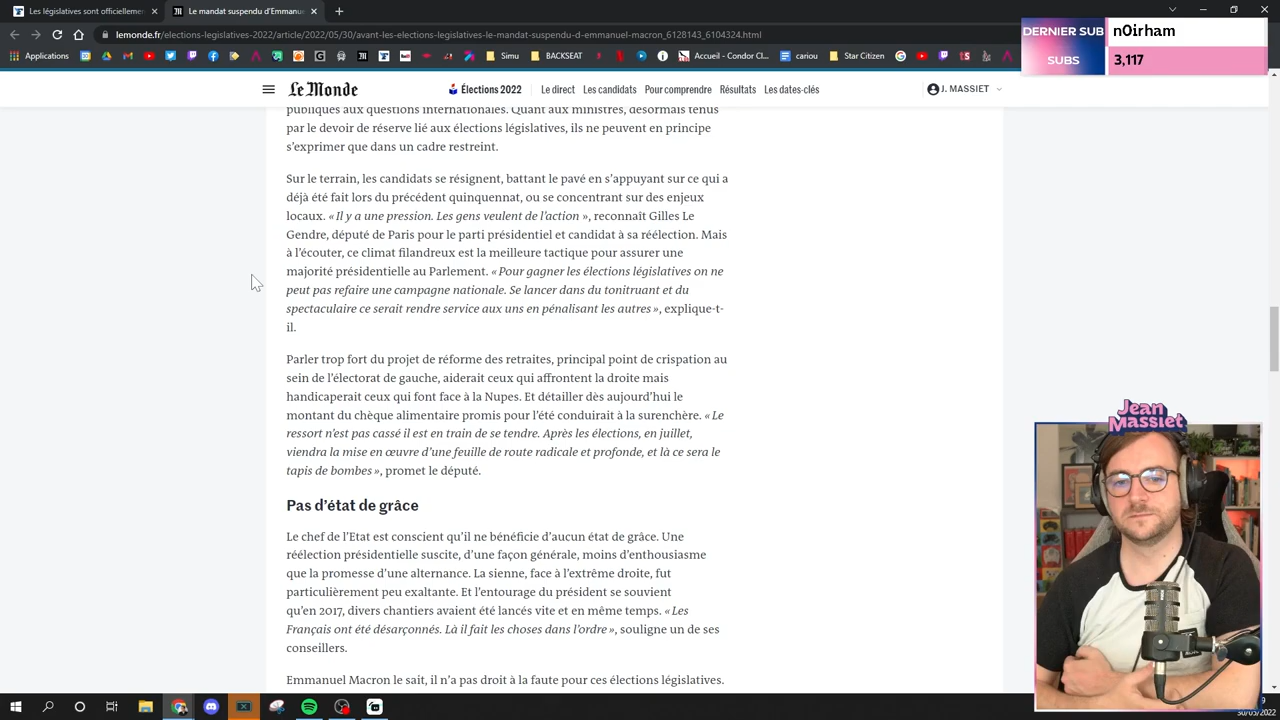 Les législatives sont officiellemen
Le mandat suspendu d'Emmanue
lemonde.fr/elections-legislatives-2022/article/2022/05/30/avant-les-elections-legislatives-le-mandat-suspendu-d-emmanuel-macron_6128143_6104324.html
Applications
Simu
BACKSEAT
Accueil - Condor Cl...
cariou
Star Citizen
DERNIER SUB
n0irham
SUBS
3,117
Le Monde
Élections 2022
Le direct
Les candidats
Pour comprendre
Résultats
Les dates-clés
J. MASSIET
publiques aux questions internationales. Quant aux ministres, désormais tenus
par le devoir de réserve lié aux élections législatives, ils ne peuvent en principe
s'exprimer que dans un cadre restreint.
Sur le terrain, les candidats se résignent, battant le pavé en s'appuyant sur ce qui a
déjà été fait lors du précédent quinquennat, ou se concentrant sur des enjeux
locaux. « Il y a une pression. Les gens veulent de l'action », reconnaît Gilles Le
Gendre, député de Paris pour le parti présidentiel et candidat à sa réélection. Mais
à l'écouter, ce climat filandreux est la meilleure tactique pour assurer une
majorité présidentielle au Parlement. « Pour gagner les élections législatives on ne
peut pas refaire une campagne nationale. Se lancer dans du tonitruant et du
spectaculaire ce serait rendre service aux uns en pénalisant les autres », explique-t-
il.
Parler trop fort du projet de réforme des retraites, principal point de crispation au
sein de l'électorat de gauche, aiderait ceux qui affrontent la droite mais
handicaperait ceux qui font face à la Nupes. Et détailler dès aujourd'hui le
montant du chèque alimentaire promis pour l'été conduirait à la surenchère. « Le
ressort n'est pas cassé il est en train de se tendre. Après les élections, en juillet,
viendra la mise en œuvre d'une feuille de route radicale et profonde, et là ce sera le
tapis de bombes », promet le député.
Pas d'état de grâce
Le chef de l'Etat est conscient qu'il ne bénéficie d'aucun état de grâce. Une
réélection présidentielle suscite, d'une façon générale, moins d'enthousiasme
que la promesse d'une alternance. La sienne, face à l'extrême droite, fut
particulièrement peu exaltante. Et l'entourage du président se souvient
qu'en 2017, divers chantiers avaient été lancés vite et en même temps. « Les
Français ont été désarçonnés. Là il fait les choses dans l'ordre », souligne un de ses
conseillers.
Emmanuel Macron le sait, il n'a pas droit à la faute pour ces élections législatives.
Jean
Massiet
30/05/2022